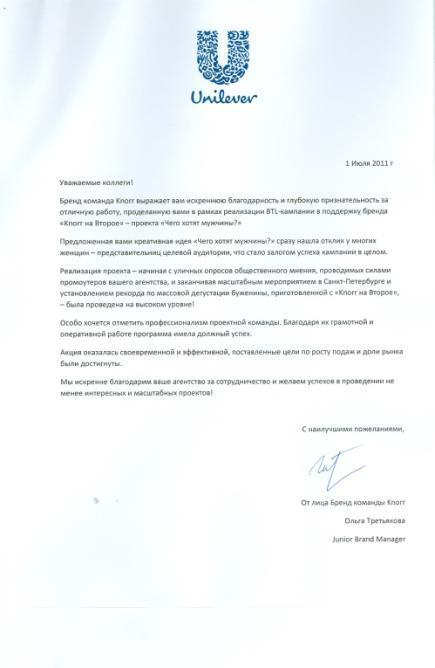 Unilever
1 Июля 2011 г
Уважаемые коллеги!
Бренд команда Knorr выражает вам искреннюю благодарность и глубокую признательность за
отличную работу, проделанную вами в рамках реализации BTL-кампании в поддержку бренда
«Knorr на Второе» – проекта «Чего хотят мужчины?»
Предложенная вами креативная идея «Чего хотят мужчины?» сразу нашла отклик у многих
женщин – представительниц целевой аудитории, что стало залогом успеха кампании в целом.
Реализация проекта – начиная с уличных опросов общественного мнения, проводимых силами
промоутеров вашего агентства, и заканчивая масштабным мероприятием в Санкт-Петербурге и
установлением рекорда по массовой дегустации буженины, приготовленной с «Knorr на Второе»,
– была проведена на высоком уровне!
Особо хочется отметить профессионализм проектной команды. Благодаря их грамотной и
оперативной работе программа имела должный успех.
Акция оказалась своевременной и эффективной, поставленные цели по росту продаж и доли рынка
были достигнуты.
Мы искренне благодарим ваше агентство за сотрудничество и желаем успехов в проведении не
менее интересных и масштабных проектов!
С наилучшими пожеланиями,
От лица Бренд команды Knorr
Ольга Третьякова
Junior Brand Manager